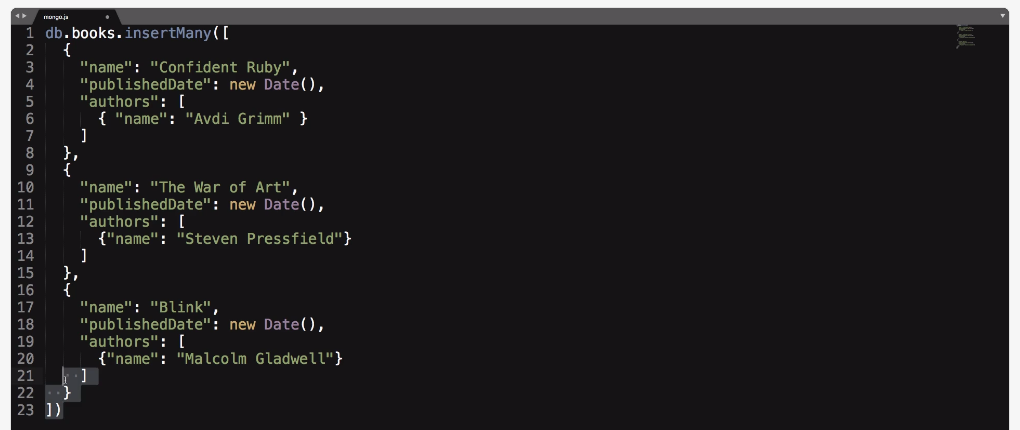 mongo.js
1 db.books.insertMany([
2   {
3     "name": "Confident Ruby",
4     "publishedDate": new Date(),
5     "authors": [
6       { "name": "Avdi Grimm" }
7     ]
8   },
9   {
10     "name": "The War of Art",
11     "publishedDate": new Date(),
12     "authors": [
13       {"name": "Steven Pressfield"}
14     ]
15   },
16   {
17     "name": "Blink",
18     "publishedDate": new Date(),
19     "authors": [
20       {"name": "Malcolm Gladwell"}
21     ]
22   }
23 ])